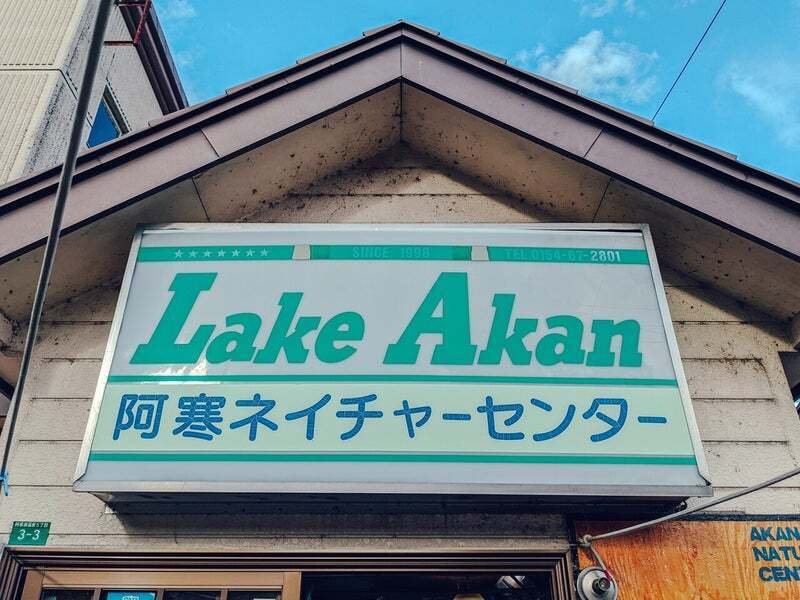 ★★★★★★★
SINCE 1998
TEL 0154-67-2801
Lake Akan
阿寒ネイチャーセンター
3-3
AKAN
NATU
CEN